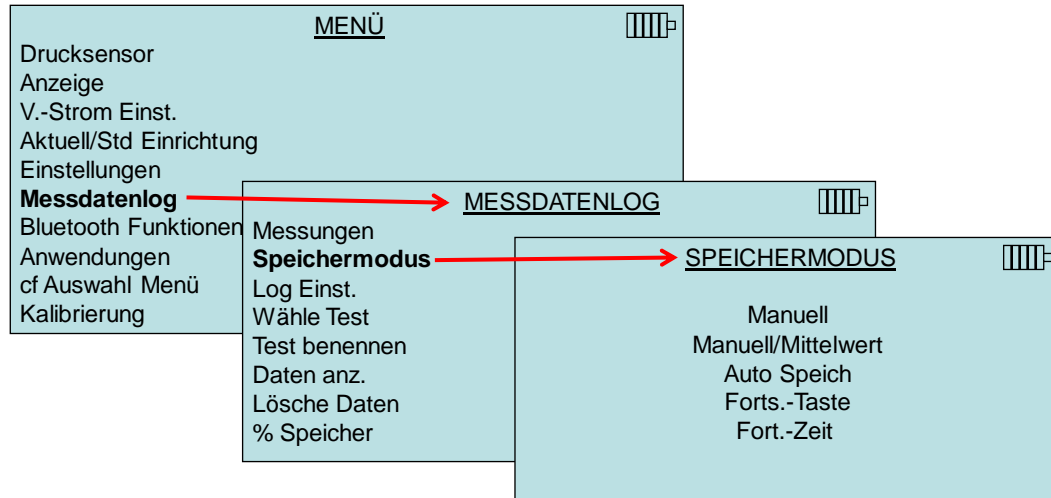 MENÜ
Drucksensor
Anzeige
V.-Strom Einst.
Aktuell/Std Einrichtung
Einstellungen
Messdatenlog
Bluetooth Funktionen
Anwendungen
cf Auswahl Menü
Kalibrierung
MESSDATENLOG
Messungen
Speichermodus
Log Einst.
Wähle Test
Test benennen
Daten anz.
Lösche Daten
% Speicher
SPEICHERMODUS
Manuell
Manuell/Mittelwert
Auto Speich
Forts.-Taste
Fort.-Zeit